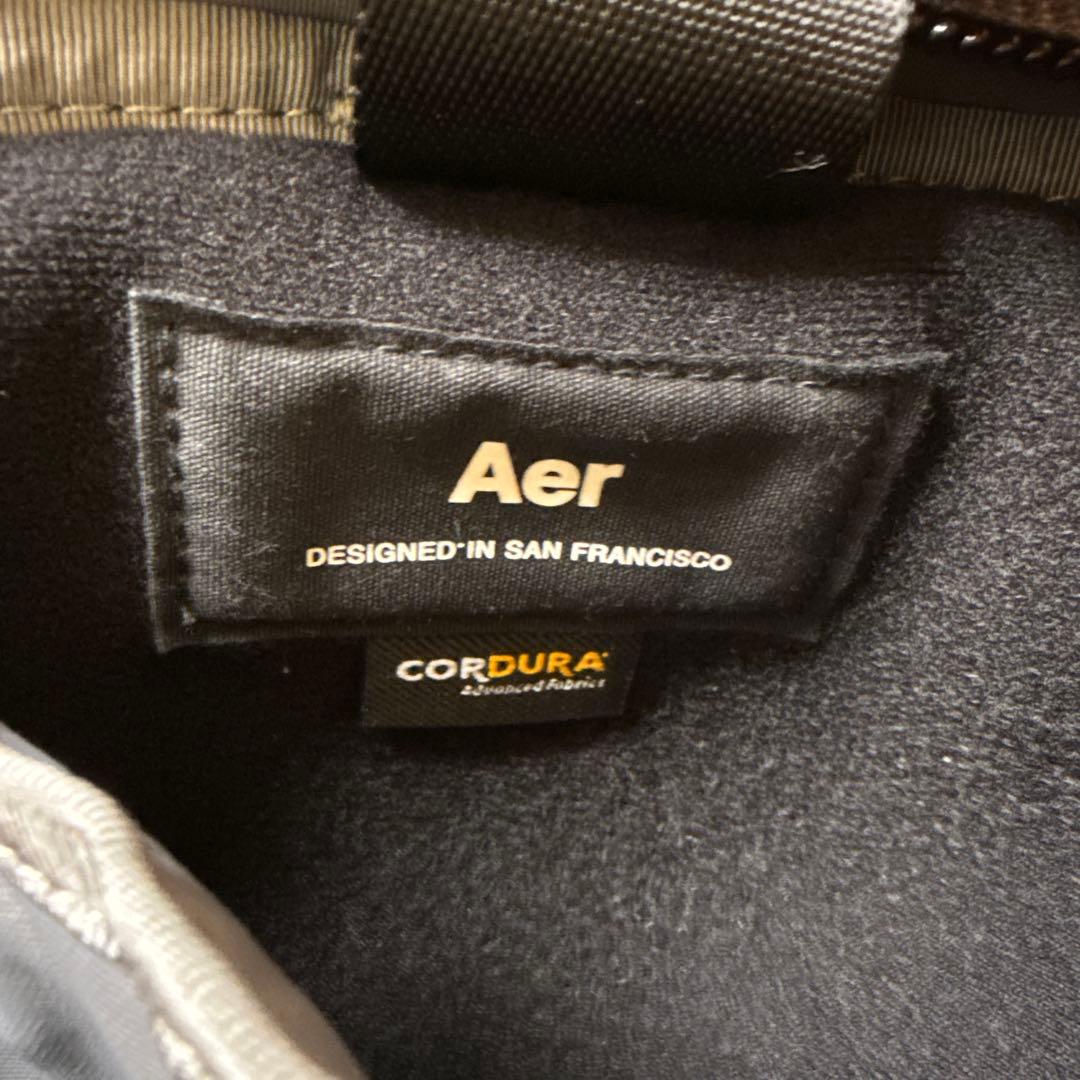 Aer
DESIGNED IN SAN FRANCISCO
CORDURA
Advanced Fabrics